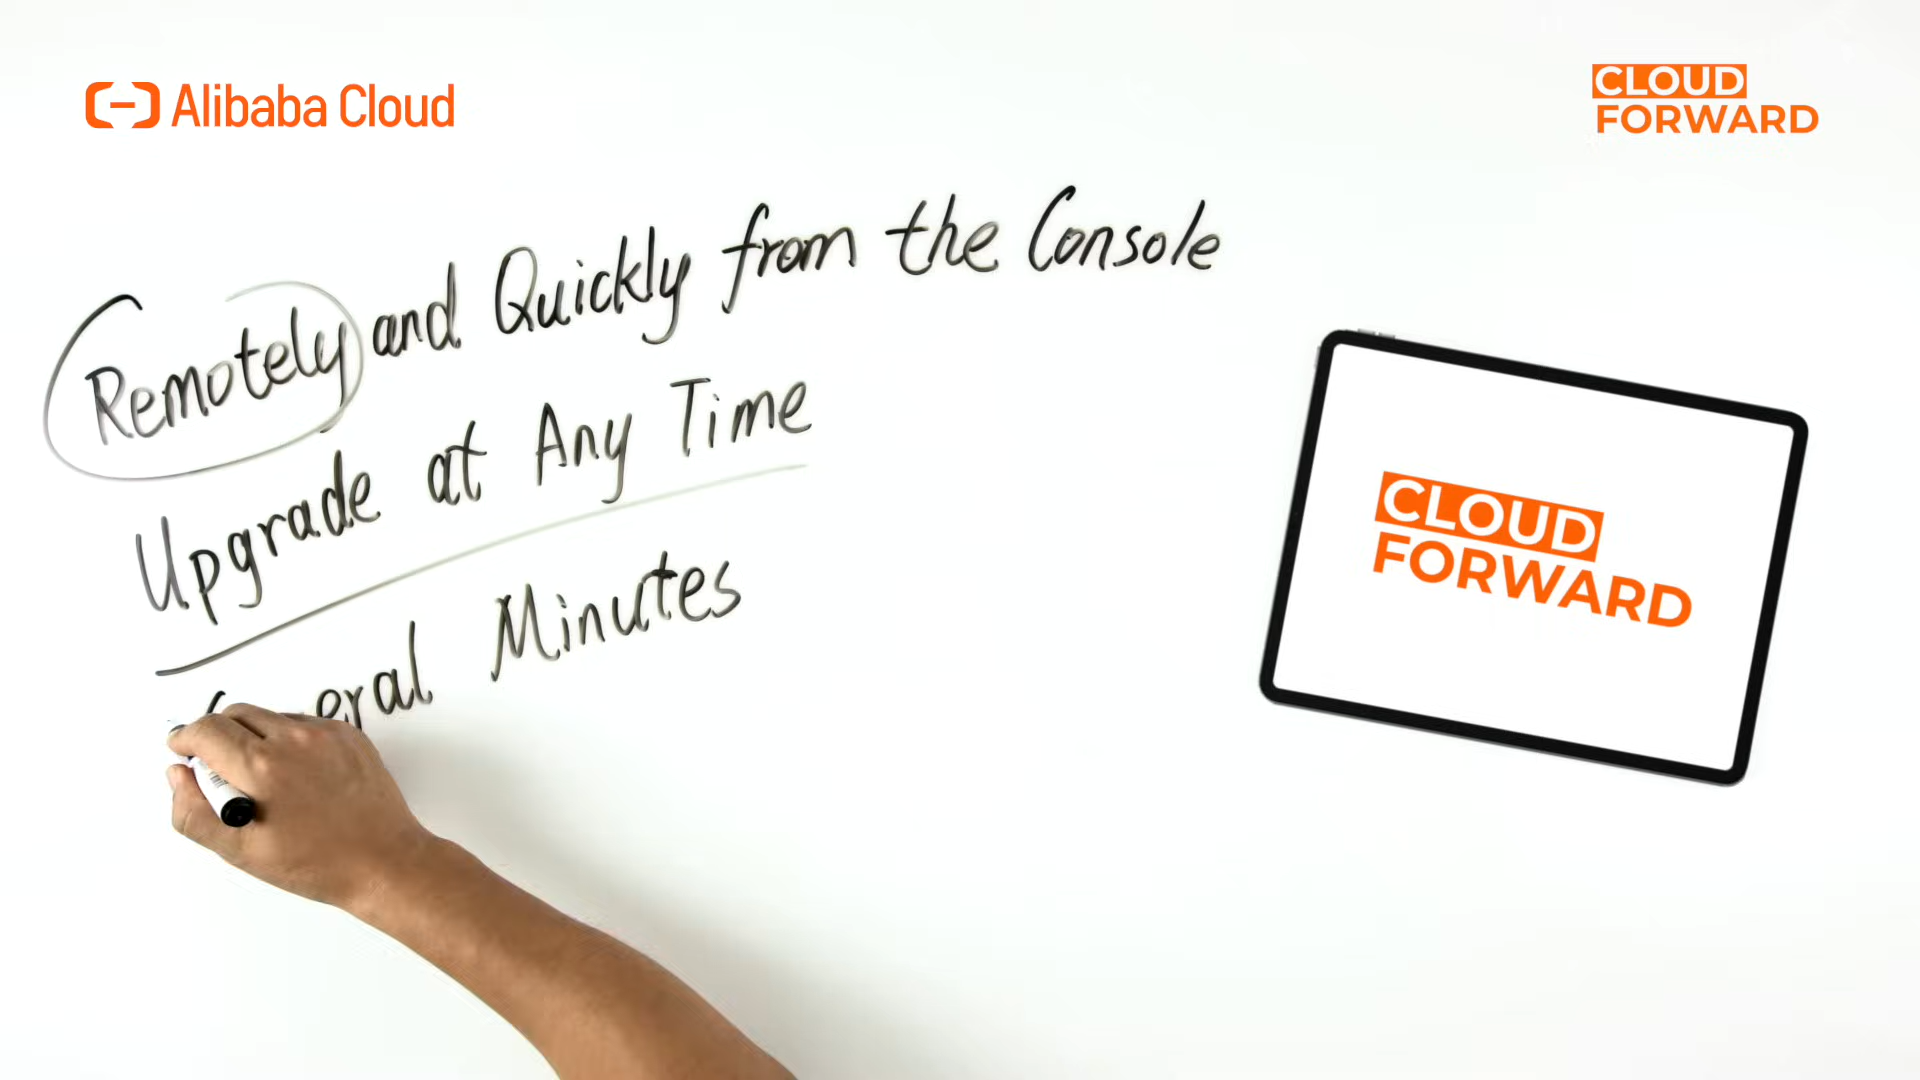 Alibaba Cloud
CLOUD
FORWARD
Remotely and Quickly from the Console
Upgrade at Any Time
Minutes
CLOUD
FORWARD